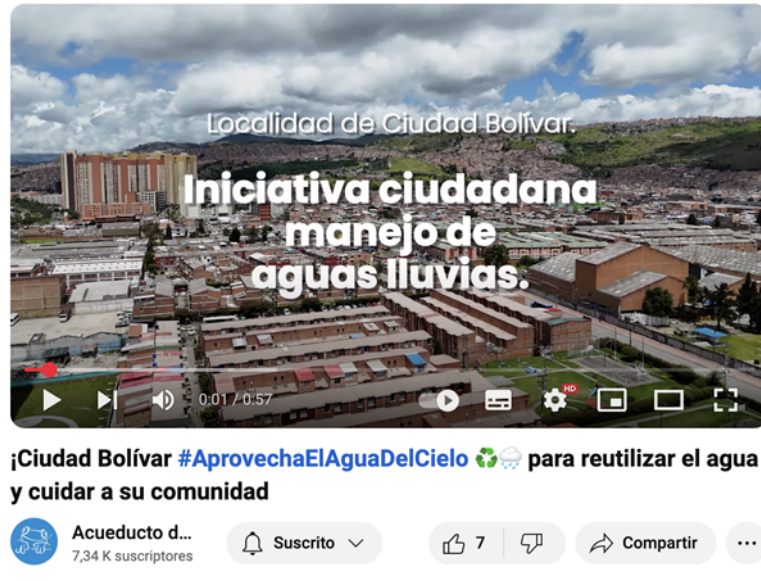 Localidad de Ciudad Bolívar.
Iniciativa ciudadana
manejo de
aguas lluvias.
0:01 / 0:57
HD
¡Ciudad Bolívar #AprovechaElAguaDelCielo ♻️🌧️ para reutilizar el agua
y cuidar a su comunidad
Acueducto d...
7,34 K suscriptores
Suscrito
7
Compartir